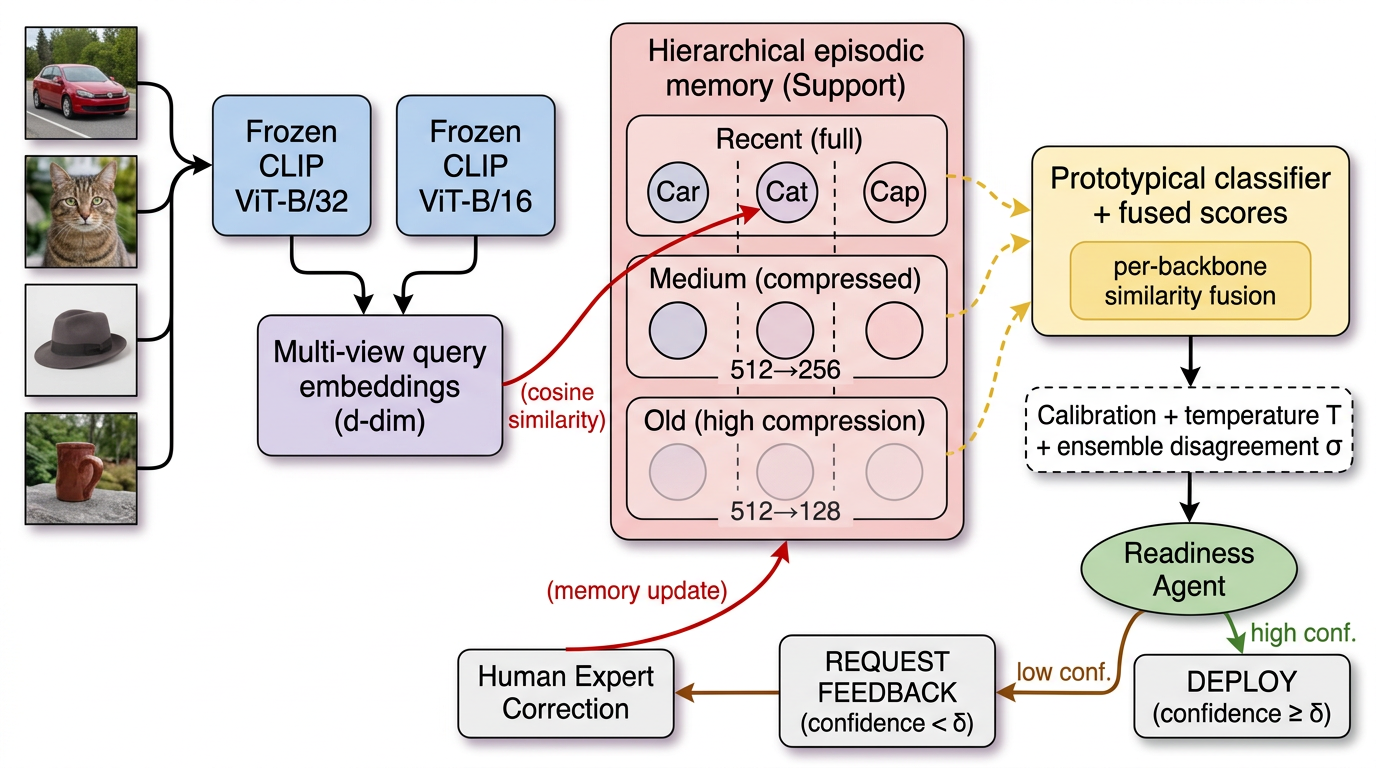 Frozen
CLIP
ViT-B/32
Frozen
CLIP
ViT-B/16
Multi-view query
embeddings
(d-dim)
(cosine
similarity)
Hierarchical episodic
memory (Support)
Recent (full)
Car
Cat
Cap
Medium (compressed)
512→256
Old (high compression)
512→128
Prototypical classifier
+ fused scores
per-backbone
similarity fusion
Calibration + temperature T
+ ensemble disagreement σ
Readiness
Agent
high conf.
low conf.
DEPLOY
(confidence ≥ δ)
REQUEST
FEEDBACK
(confidence < δ)
Human Expert
Correction
(memory update)